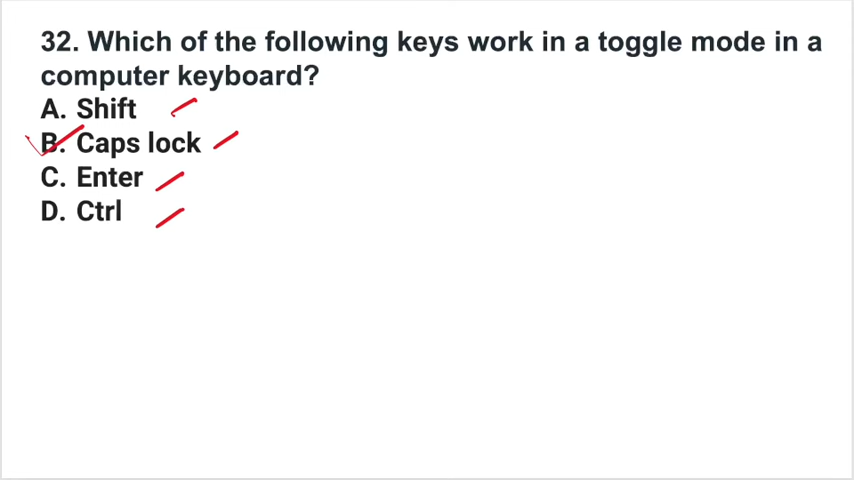 32. Which of the following keys work in a toggle mode in a
computer keyboard?
A. Shift
B. Caps lock
C. Enter
D. Ctrl